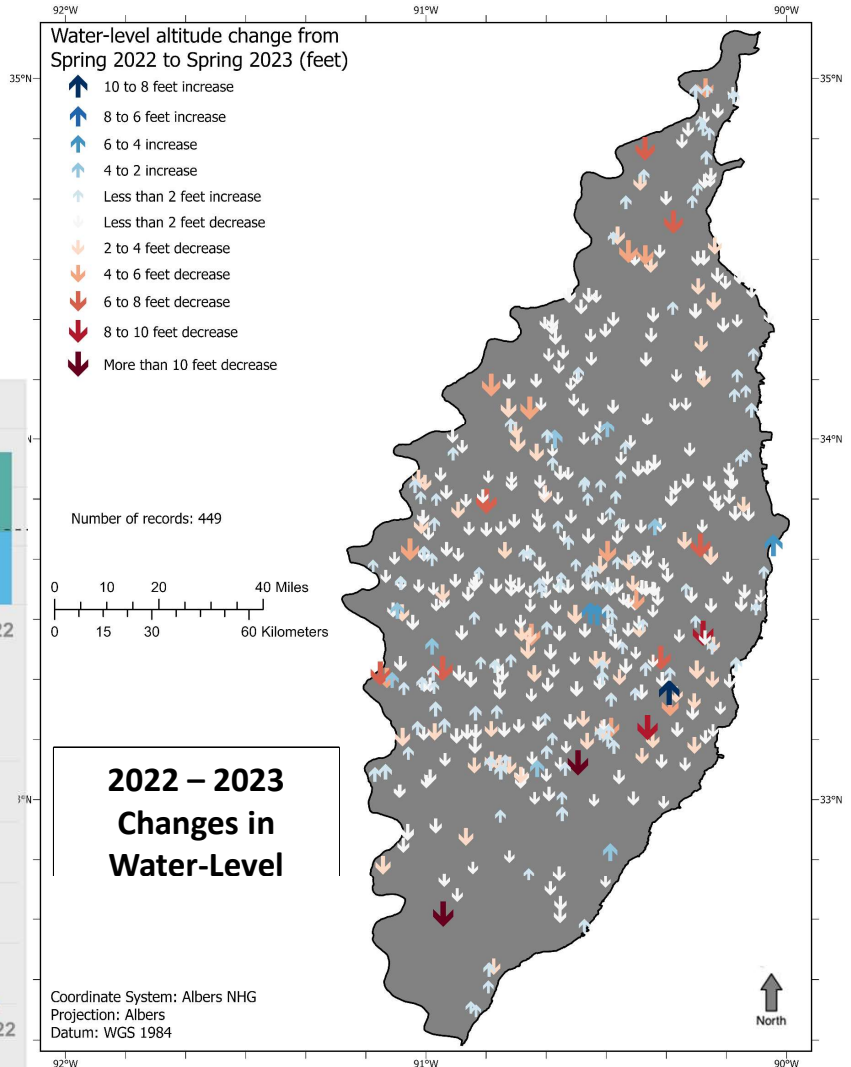 92°W 91°W 90°W
Water-level altitude change from
Spring 2022 to Spring 2023 (feet)
10 to 8 feet increase
8 to 6 feet increase
6 to 4 increase
4 to 2 increase
Less than 2 feet increase
Less than 2 feet decrease
2 to 4 feet decrease
4 to 6 feet decrease
6 to 8 feet decrease
8 to 10 feet decrease
More than 10 feet decrease
35°N 35°N
N 34°N
Number of records: 449
0 10 20 40 Miles
0 15 30 60 Kilometers
22
2022 – 2023
Changes in
Water-Level
3°N 33°N
Coordinate System: Albers NHG
Projection: Albers
Datum: WGS 1984
North
22
92°W 91°W 90°W